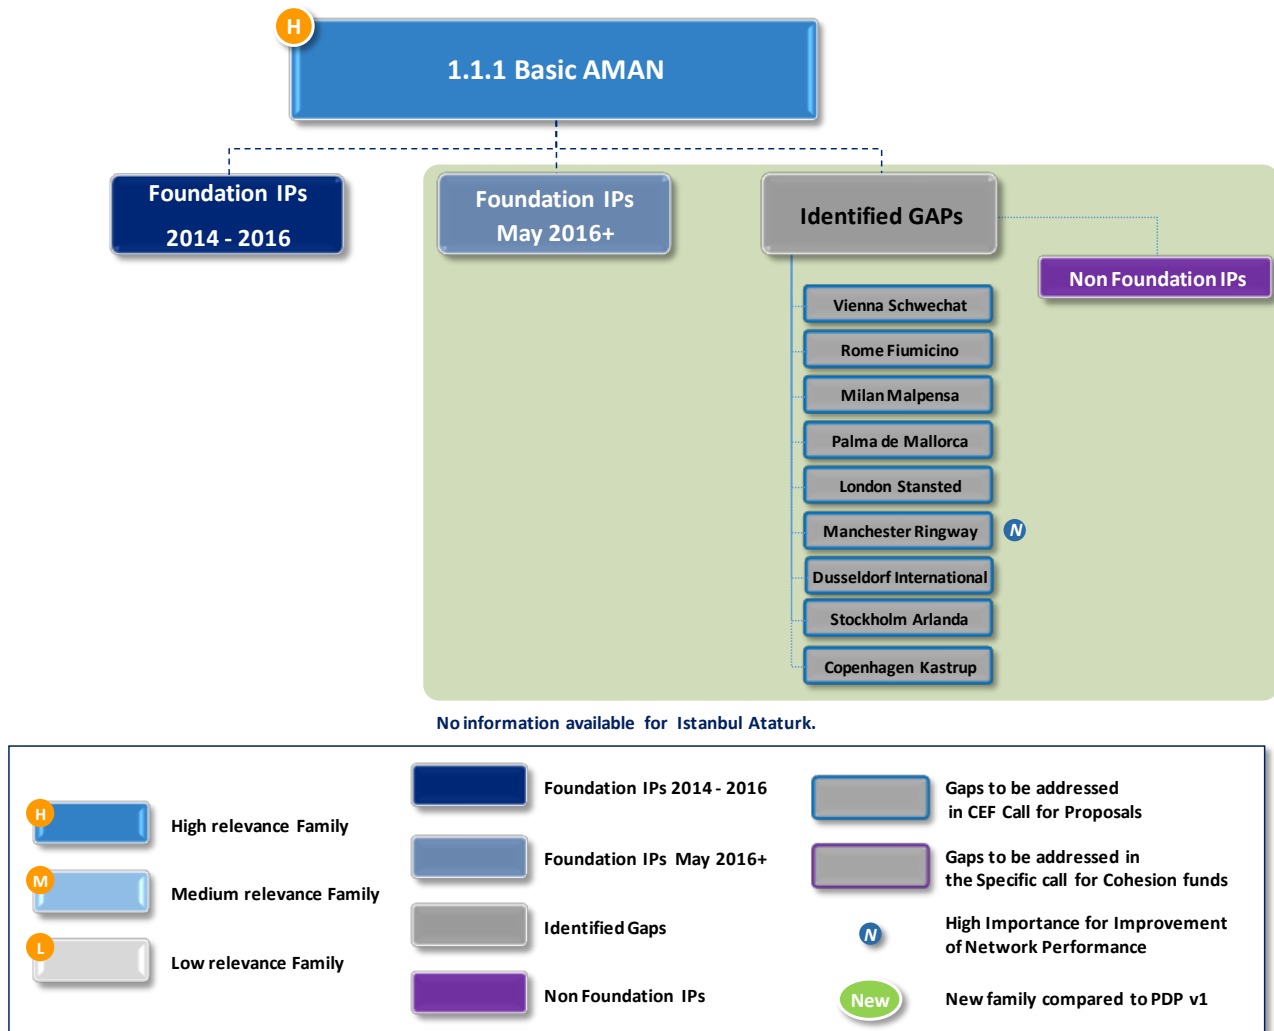 H
1.1.1 Basic AMAN
Foundation IPs
2014 - 2016
Foundation IPs
May 2016+
Identified GAPs
Non Foundation IPs
Vienna Schwechat
Rome Fiumicino
Milan Malpensa
Palma de Mallorca
London Stansted
Manchester Ringway
N
Dusseldorf International
Stockholm Arlanda
Copenhagen Kastrup
No information available for Istanbul Ataturk.
H
High relevance Family
M
Medium relevance Family
L
Low relevance Family
Foundation IPs 2014 - 2016
Foundation IPs May 2016+
Identified Gaps
Non Foundation IPs
Gaps to be addressed
in CEF Call for Proposals
Gaps to be addressed in
the Specific call for Cohesion funds
N
High Importance for Improvement
of Network Performance
New
New family compared to PDP v1